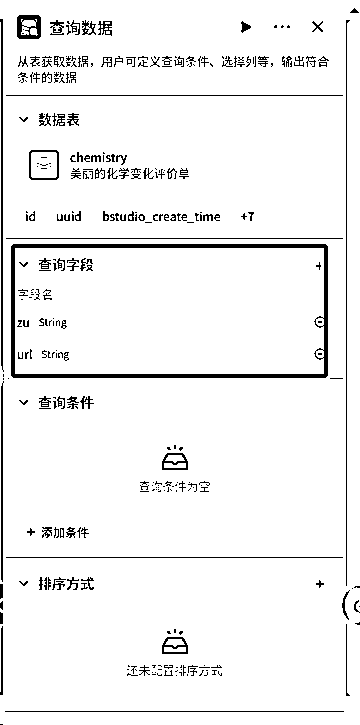 查询数据
从表获取数据，用户可定义查询条件、选择列等，输出符合
条件的数据
数据表
chemistry
美丽的化学变化评价单
id uuid bstudio_create_time +7
查询字段 +
字段名
zu String
url String
查询条件
查询条件为空
+ 添加条件
排序方式 +
还未配置排序方式